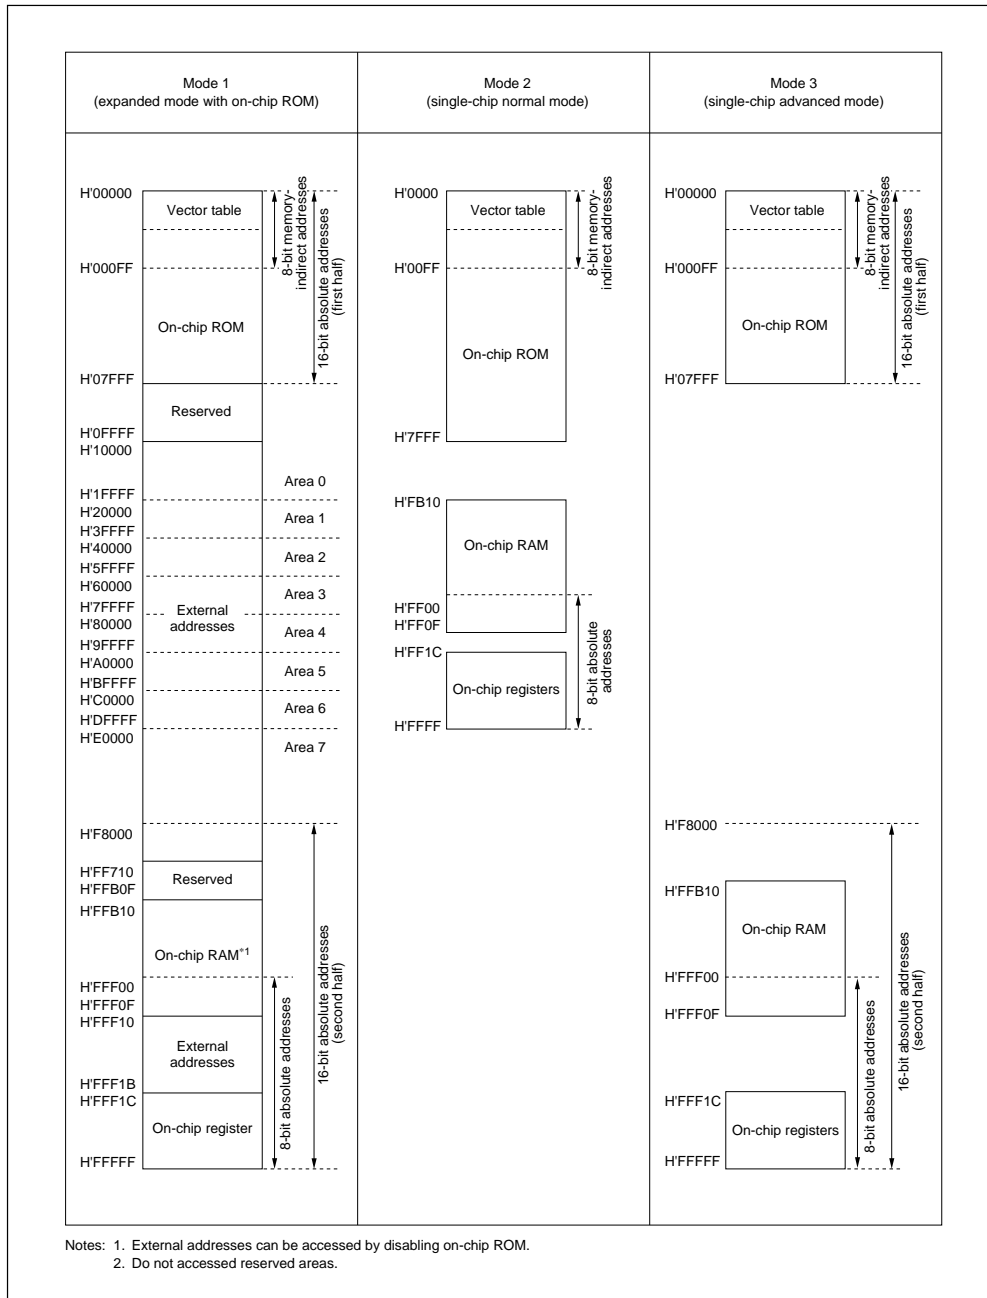 Mode 1
(expanded mode with on-chip ROM)
Mode 2
(single-chip normal mode)
Mode 3
(single-chip advanced mode)
H'00000
Vector table
H'000FF
On-chip ROM
H'07FFF
Reserved
H'0FFFF
H'10000
Area 0
H'1FFFF
H'20000
Area 1
H'3FFFF
H'40000
Area 2
H'5FFFF
H'60000
Area 3
H'7FFFF
External
addresses
H'80000
Area 4
H'9FFFF
H'A0000
Area 5
H'BFFFF
H'C0000
Area 6
H'DFFFF
H'E0000
Area 7
H'F8000
H'FF710
Reserved
H'FFB0F
H'FFB10
On-chip RAM*1
H'FFF00
H'FFF0F
H'FFF10
External
addresses
H'FFF1B
H'FFF1C
On-chip register
H'FFFFF
8-bit memory-
indirect addresses
16-bit absolute addresses
(first half)
8-bit absolute addresses
16-bit absolute addresses
(second half)
H'0000
Vector table
H'00FF
On-chip ROM
H'7FFF
H'FB10
On-chip RAM
H'FF00
H'FF0F
H'FF1C
On-chip registers
H'FFFF
8-bit memory-
indirect addresses
8-bit absolute
addresses
H'00000
Vector table
H'000FF
On-chip ROM
H'07FFF
H'F8000
H'FFB10
On-chip RAM
H'FFF00
H'FFF0F
H'FFF1C
On-chip registers
H'FFFFF
8-bit memory-
indirect addresses
16-bit absolute addresses
(first half)
8-bit absolute addresses
16-bit absolute addresses
(second half)
Notes: 1. External addresses can be accessed by disabling on-chip ROM.
2. Do not accessed reserved areas.